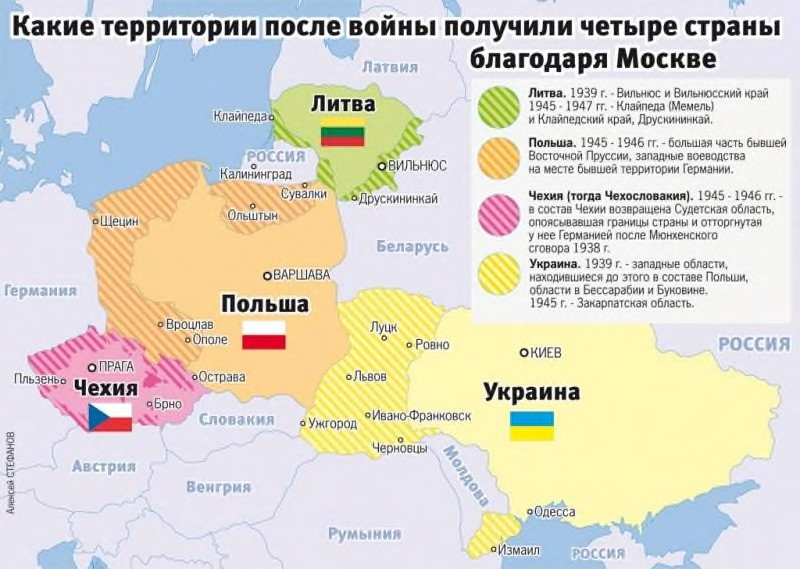 Какие территории после войны получили четыре страны
благодаря Москве
Литва. 1939 г. - Вильнюс и Вильнюсский край
1945 - 1947 гг. - Клайпеда (Мемель)
и Клайпедский край, Друскининкай.
Польша. 1945 - 1946 гг. - большая часть бывшей
Восточной Пруссии, западные воеводства
на месте бывшей территории Германии.
Чехия (тогда Чехословакия). 1945 - 1946 гг. -
в состав Чехии возвращена Судетская область,
опоясывавшая границы страны и отторгнутая
у нее Германией после Мюнхенского
сговора 1938 г.
Украина. 1939 г. - западные области,
находившиеся до этого в составе Польши,
области в Бессарабии и Буковине.
1945 г. - Закарпатская область.
Латвия
Литва
Клайпеда
РОССИЯ
ВИЛЬНЮС
Калининград
Сувалки
Друскининкай
Щецин
Ольштын
Беларусь
ВАРШАВА
Германия
Польша
Вроцлав
Ополе
Луцк
Ровно
КИЕВ
РОССИЯ
ПРАГА
Пльзень
Чехия
Острава
Львов
Украина
Брно
Словакия
Ивано-Франковск
Ужгород
Черновцы
Австрия
Молдова
Венгрия
Одесса
Румыния
Измаил
РОССИЯ
Алексей СТЕФАНОВ